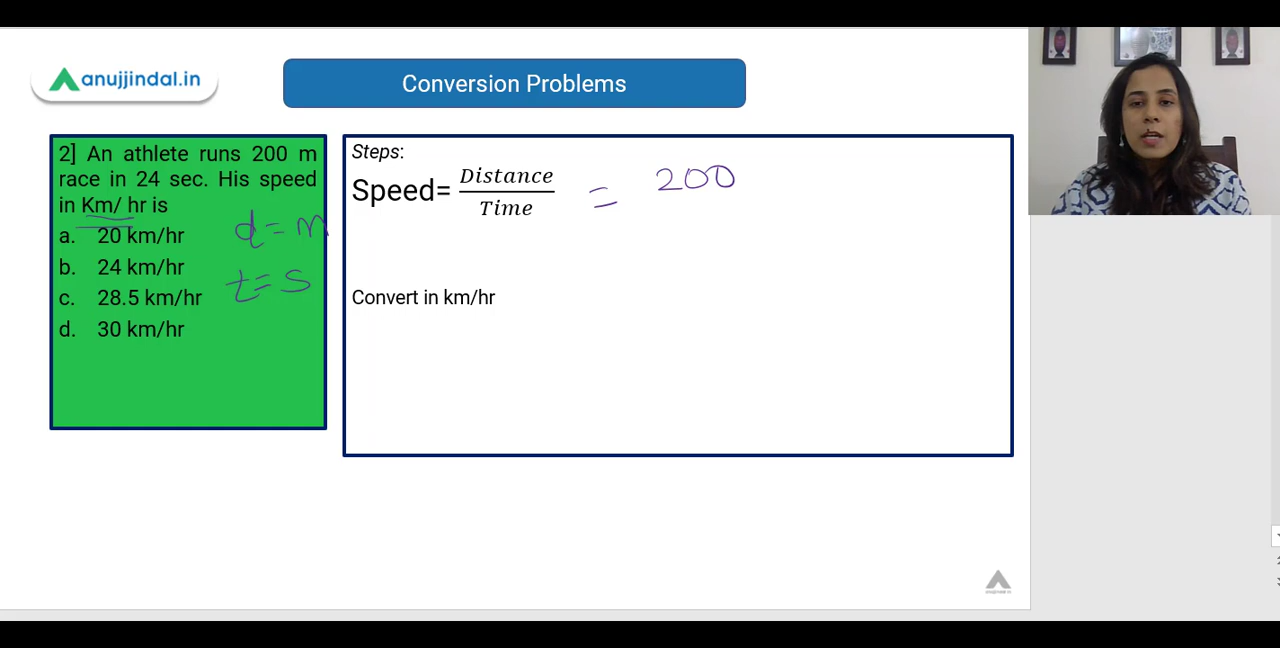 anujjindal.in
Conversion Problems
2] An athlete runs 200 m
race in 24 sec. His speed
in Km/ hr is
a. 20 km/hr
b. 24 km/hr
c. 28.5 km/hr
d. 30 km/hr
d = m
t = s
Steps:
Speed= Distance / Time = 200
Convert in km/hr